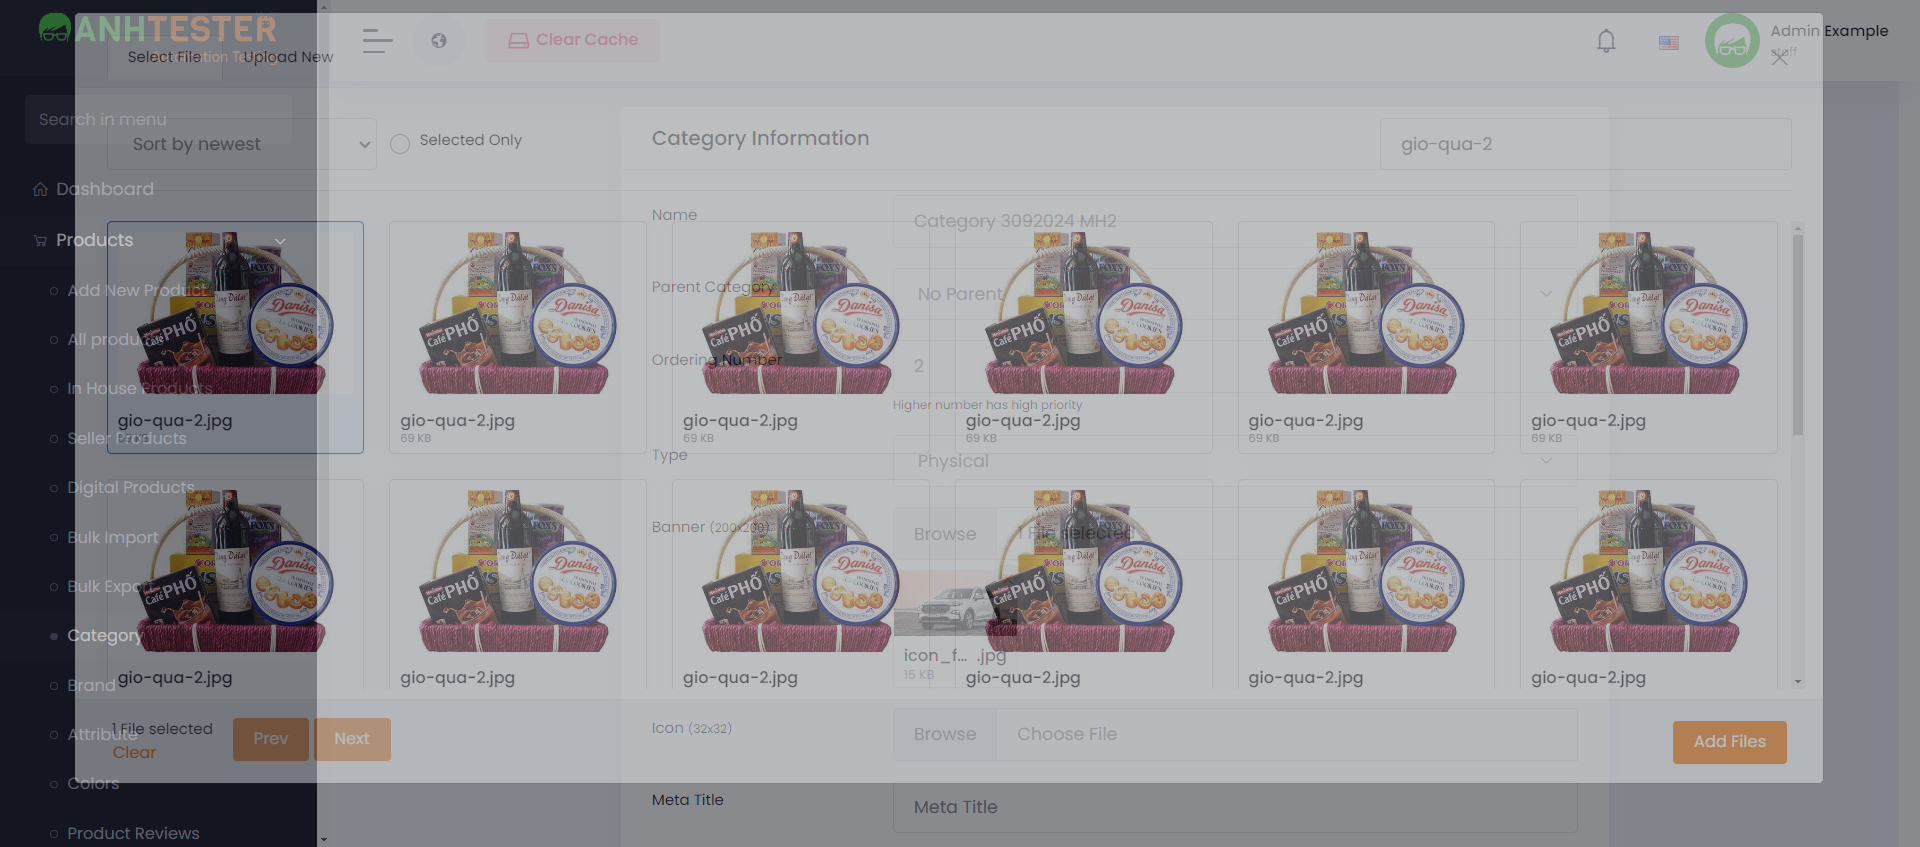 ANHTESTER
Automation Testing
Select File
Upload New
Clear Cache
Admin Example
staff
Search in menu
Sort by newest
Selected Only
Category Information
gio-qua-2
Dashboard
Products
Add New Product
All produ
In House Products
Seller Products
Digital Products
Bulk Import
Bulk Export
Category
Brand
Attribute
Colors
Product Reviews
Name
Category 3092024 MH2
Parent Category
No Parent
Ordering Number
2
Higher number has high priority
Type
Physical
Banner (200x200)
Browse
1 File selected
icon_f... .jpg
15 KB
Icon (32x32)
Browse
Choose File
Meta Title
Meta Title
gio-qua-2.jpg
gio-qua-2.jpg
69 KB
gio-qua-2.jpg
69 KB
gio-qua-2.jpg
69 KB
gio-qua-2.jpg
69 KB
gio-qua-2.jpg
69 KB
gio-qua-2.jpg
gio-qua-2.jpg
gio-qua-2.jpg
gio-qua-2.jpg
gio-qua-2.jpg
gio-qua-2.jpg
1 File selected
Clear
Prev
Next
Add Files